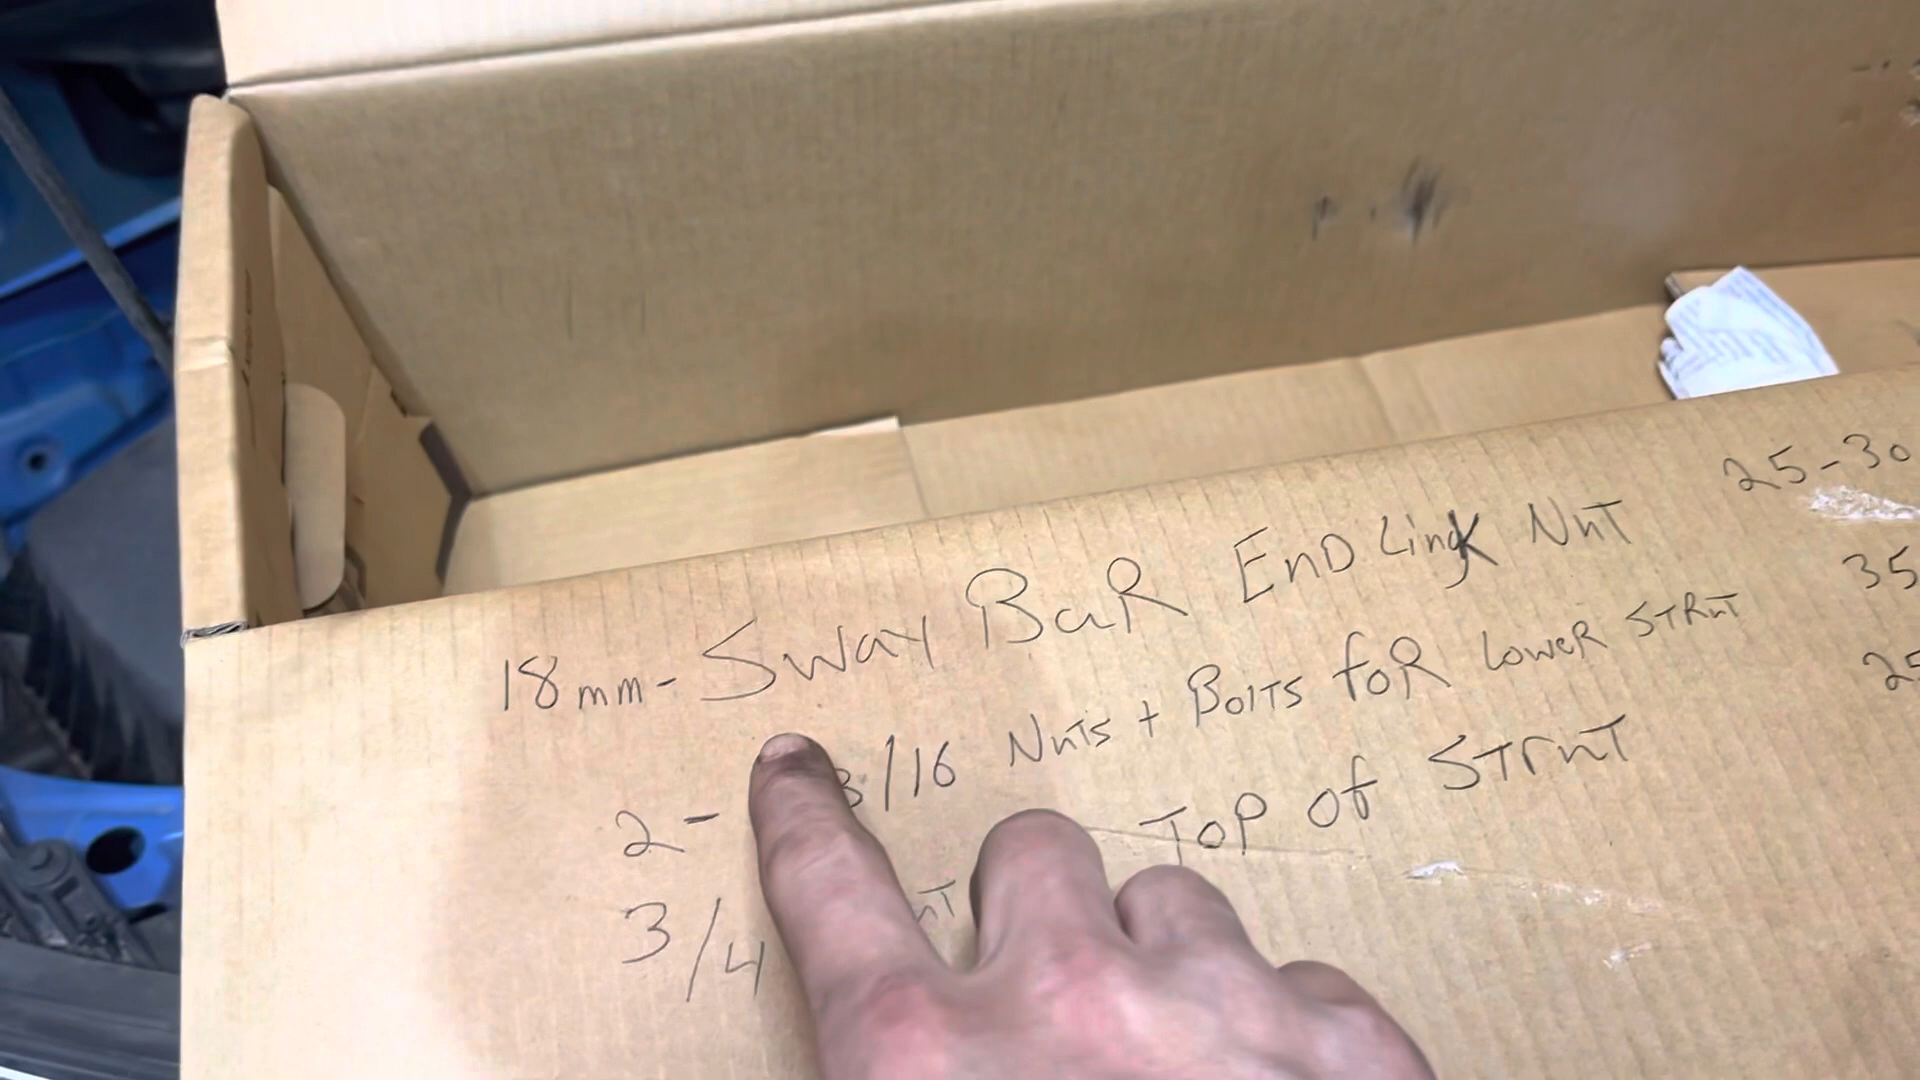 18mm- Sway BaR EnD Link NuT 25-30
2- 3/16 NuTs + BolTs foR LoweR STRuT 35
3/4 ToP of STruT 25